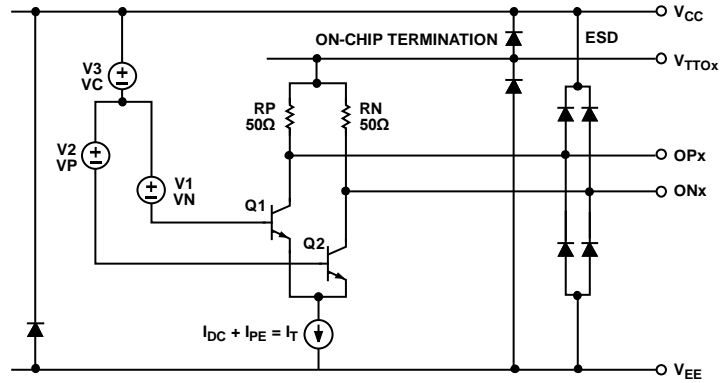 V_CC
ON-CHIP TERMINATION
ESD
V_TTOx
V3
VC
RP
50Ω
RN
50Ω
V2
VP
OPx
V1
VN
ONx
Q1
Q2
I_DC + I_PE = I_T
V_EE